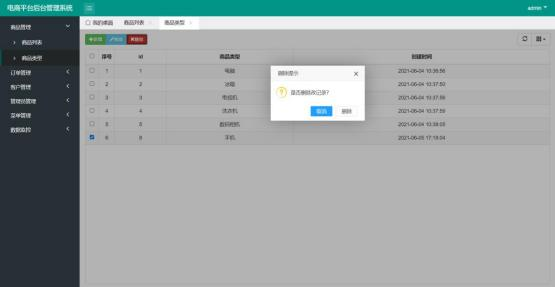 电商平台后台管理系统
admin
我的桌面 商品列表 商品类型
商品管理
商品列表
商品类型
订单管理
客户管理
管理员管理
菜单管理
数据监控
新增 修改 删除
序号 id 商品类型 创建时间
1 1 电脑 2021-06-04 10:36:56
2 2 冰箱 2021-06-04 10:37:50
3 3 电视机 2021-06-04 10:37:56
4 4 洗衣机 2021-06-04 10:37:59
5 5 数码相机 2021-06-04 10:38:05
6 6 手机 2021-06-05 17:19:04
删除提示
是否删除该记录?
取消 删除